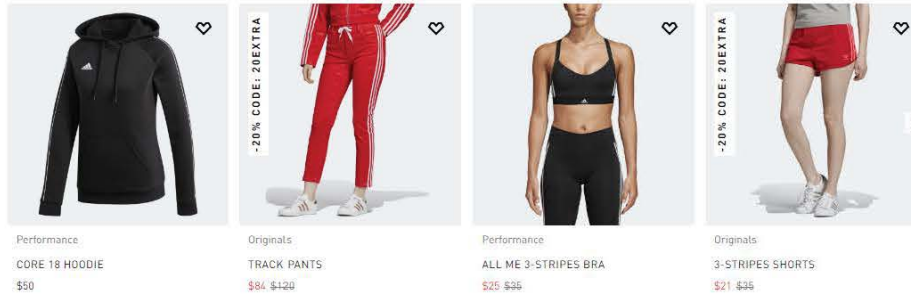 -20% CODE: 20EXTRA
-20% CODE: 20EXTRA
adidas
Performance
CORE 18 HOODIE
$50
Originals
TRACK PANTS
$84 $120
Performance
ALL ME 3-STRIPES BRA
$25 $35
Originals
3-STRIPES SHORTS
$21 $35